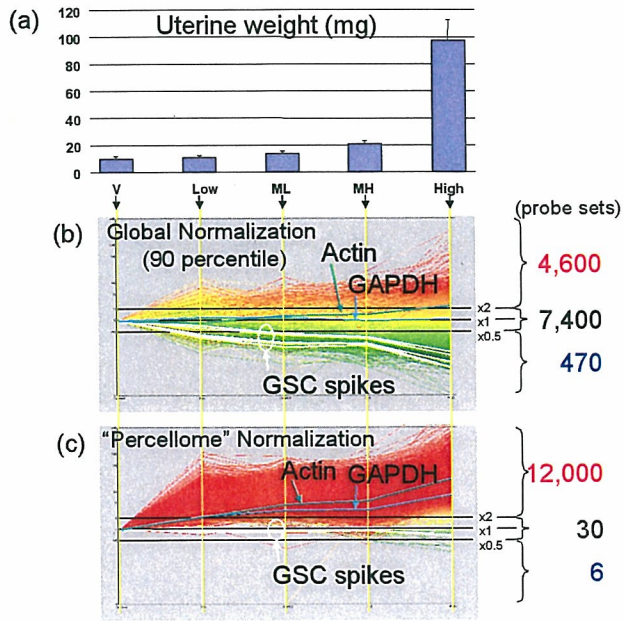 (a)
Uterine weight (mg)
120
100
80
60
40
20
0
V Low ML MH High
(probe sets)
(b)
Global Normalization
(90 percentile)
Actin
GAPDH
GSC spikes
x2
x1
x0.5
4,600
7,400
470
(c)
"Percellome" Normalization
Actin
GAPDH
GSC spikes
x2
x1
x0.5
12,000
30
6